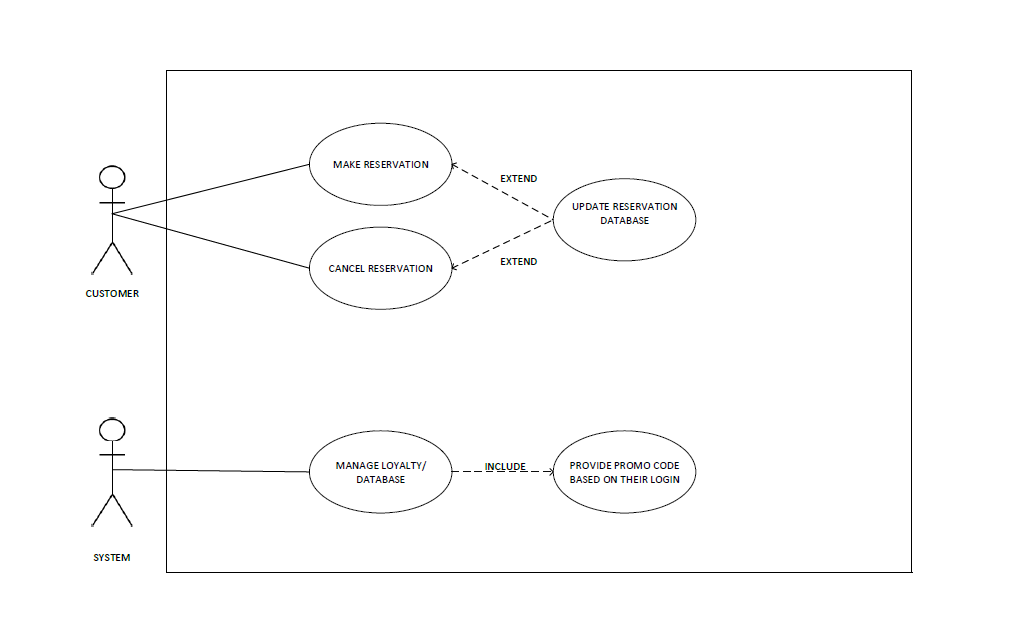 MAKE RESERVATION
EXTEND
UPDATE RESERVATION
DATABASE
CANCEL RESERVATION
EXTEND
CUSTOMER
MANAGE LOYALTY/
DATABASE
INCLUDE
PROVIDE PROMO CODE
BASED ON THEIR LOGIN
SYSTEM